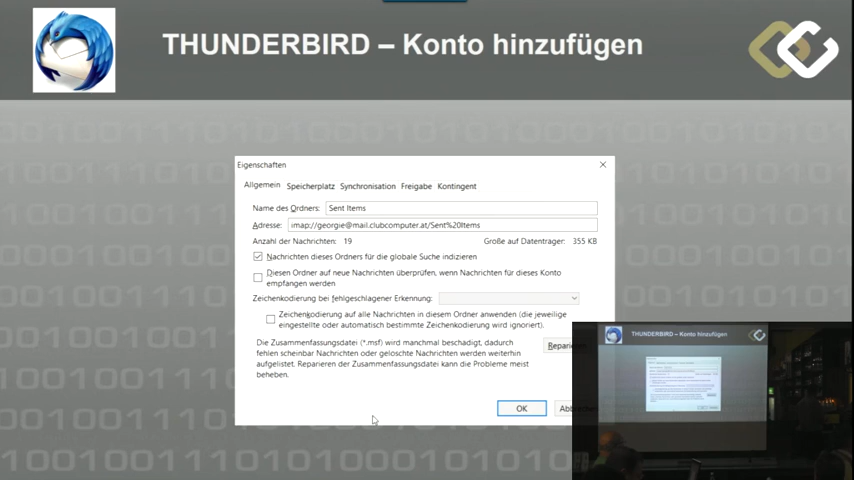 THUNDERBIRD – Konto hinzufügen
Eigenschaften
Allgemein Speicherplatz Synchronisation Freigabe Kontingent
Name des Ordners: Sent Items
Adresse: imap://georgie@mail.clubcomputer.at/Sent%20Items
Anzahl der Nachrichten: 19 Größe auf Datenträger: 355 KB
Nachrichten dieses Ordners für die globale Suche indizieren
Diesen Ordner auf neue Nachrichten überprüfen, wenn Nachrichten für dieses Konto
empfangen werden
Zeichenkodierung bei fehlgeschlagener Erkennung:
Zeichenkodierung auf alle Nachrichten in diesem Ordner anwenden (die jeweilige
eingestellte oder automatisch bestimmte Zeichenkodierung wird ignoriert).
Die Zusammenfassungsdatei (*.msf) wird manchmal beschädigt, dadurch
fehlen scheinbar Nachrichten oder gelöschte Nachrichten werden weiterhin
aufgelistet. Reparieren der Zusammenfassungsdatei kann die Probleme meist
beheben.
Repari
OK Abbrechen
THUNDERBIRD – Konto hinzufügen